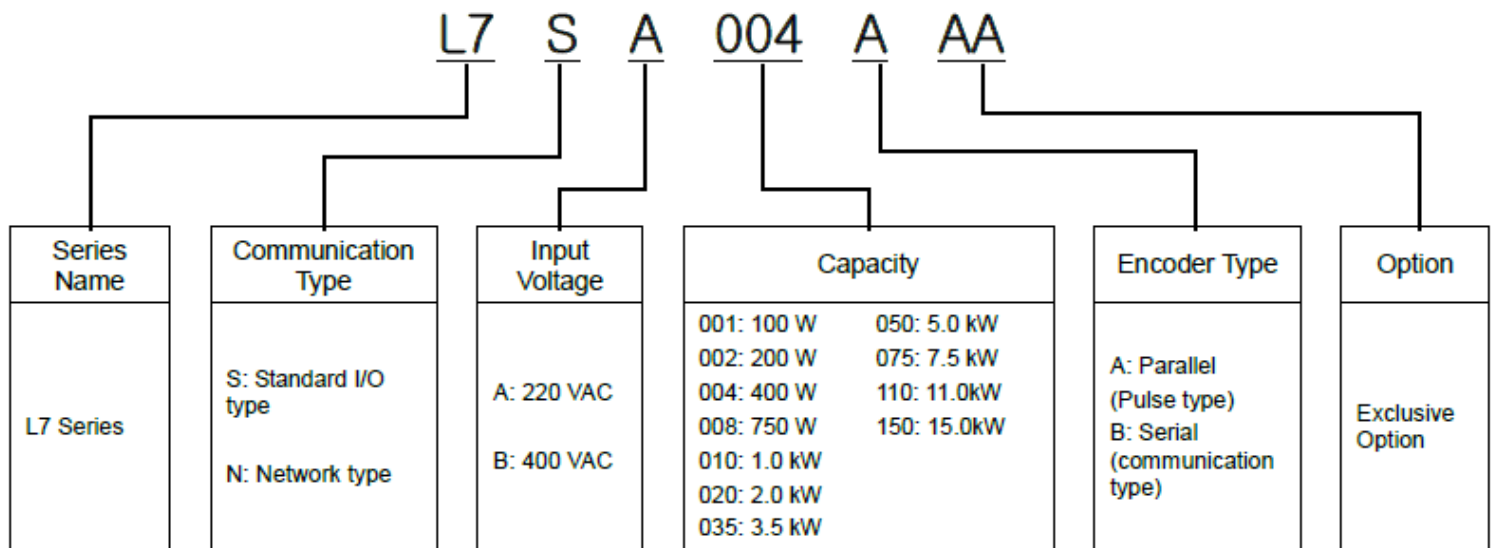 L7 S A 004 A AA
Series
Name
L7 Series
Communication
Type
S: Standard I/O
type
N: Network type
Input
Voltage
A: 220 VAC
B: 400 VAC
Capacity
001: 100 W
002: 200 W
004: 400 W
008: 750 W
010: 1.0 kW
020: 2.0 kW
035: 3.5 kW
050: 5.0 kW
075: 7.5 kW
110: 11.0kW
150: 15.0kW
Encoder Type
A: Parallel
(Pulse type)
B: Serial
(communication
type)
Option
Exclusive
Option